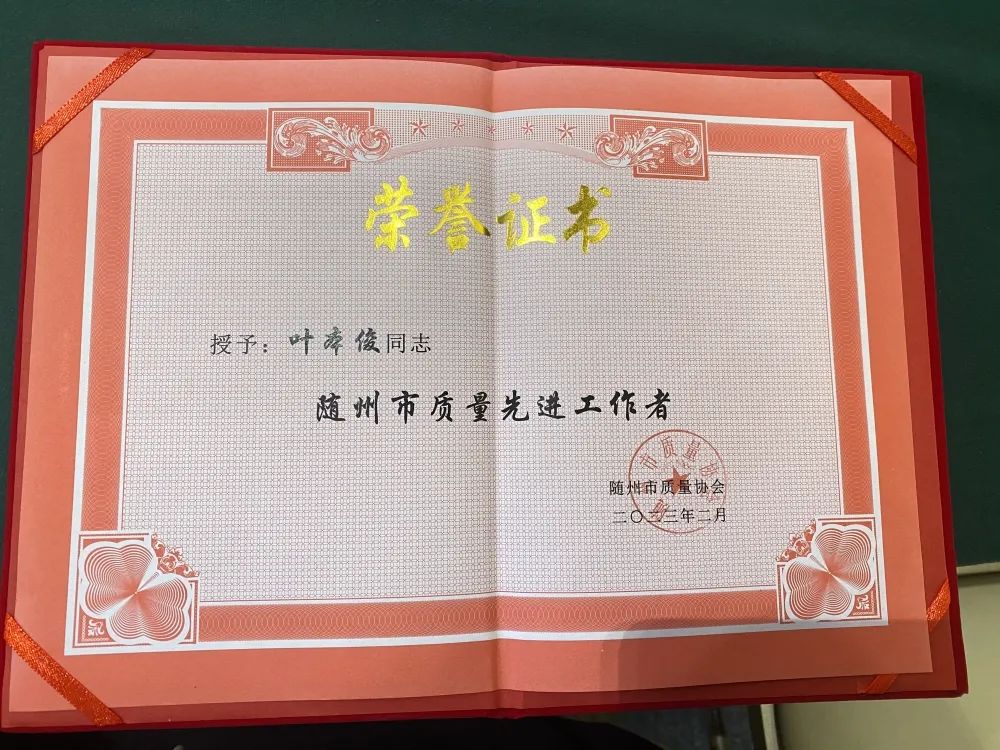 荣誉证书
授予：叶本俊同志
随州市质量先进工作者
随州市质量协会
二〇二三年二月